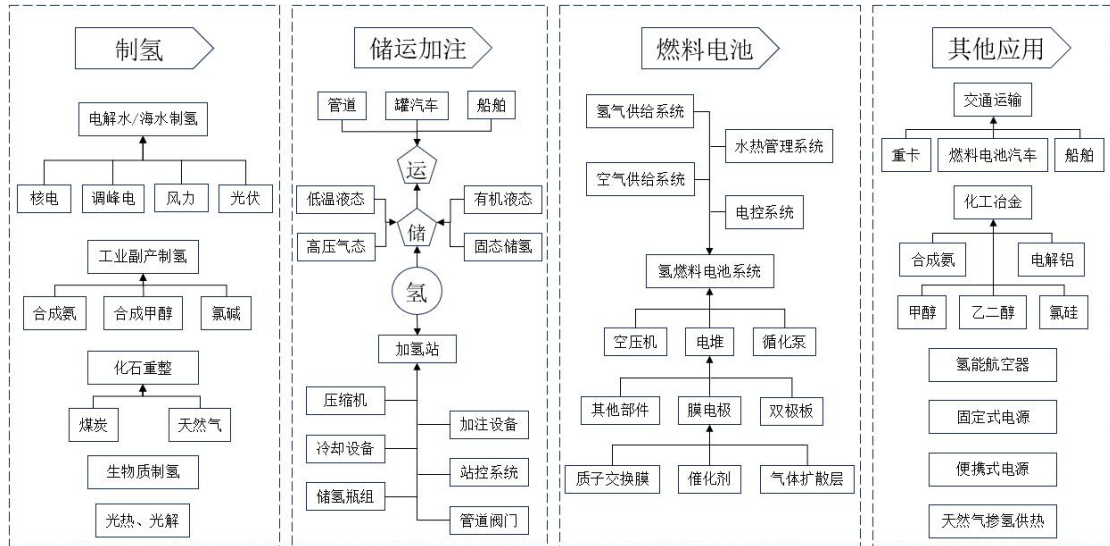 制氢
电解水/海水制氢
核电
调峰电
风力
光伏
工业副产制氢
合成氨
合成甲醇
氯碱
化石重整
煤炭
天然气
生物质制氢
光热、光解
储运加注
管道
罐汽车
船舶
运
低温液态
有机液态
储
高压气态
固态储氢
氢
加氢站
压缩机
加注设备
冷却设备
站控系统
储氢瓶组
管道阀门
燃料电池
氢气供给系统
水热管理系统
空气供给系统
电控系统
氢燃料电池系统
空压机
电堆
循化泵
其他部件
膜电极
双极板
质子交换膜
催化剂
气体扩散层
其他应用
交通运输
重卡
燃料电池汽车
船舶
化工冶金
合成氨
电解铝
甲醇
乙二醇
氯硅
氢能航空器
固定式电源
便携式电源
天然气掺氢供热